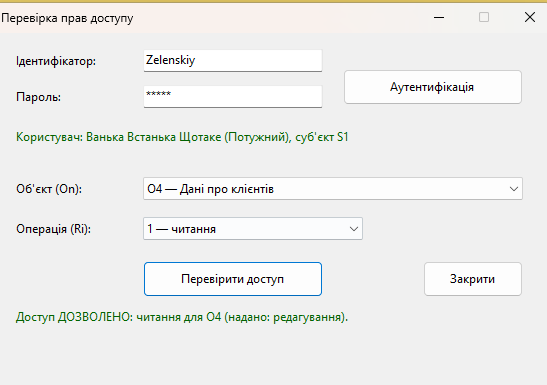 Перевірка прав доступу
Ідентифікатор: Zelenskiy
Аутентифікація
Пароль: *****
Користувач: Ванька Встанька Щотаке (Потужний), суб'єкт S1
Об'єкт (On): O4 — Дані про клієнтів
Операція (Ri): 1 — читання
Перевірити доступ Закрити
Доступ ДОЗВОЛЕНО: читання для O4 (надано: редагування).